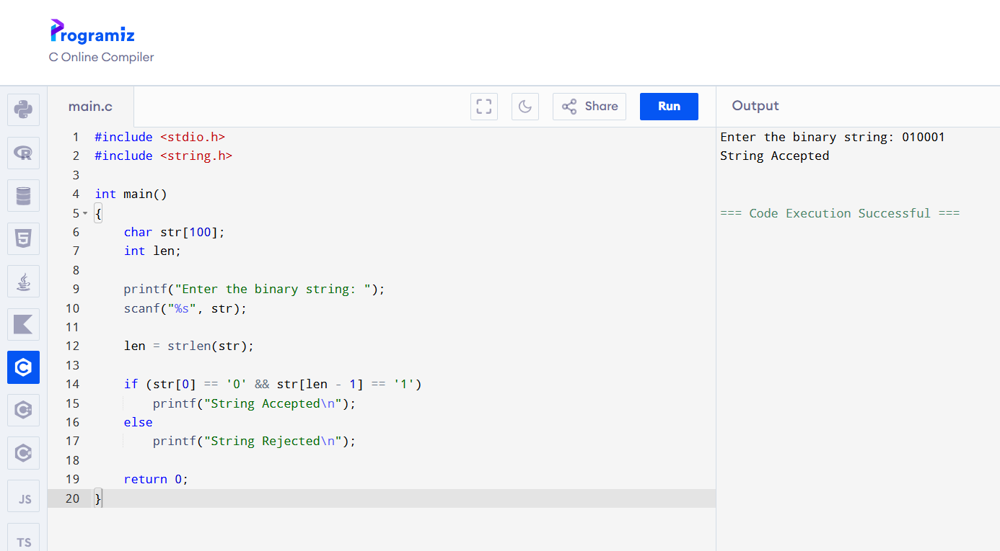 Programiz
C Online Compiler
main.c
Share
Run
Output
1 #include <stdio.h>
2 #include <string.h>
3
4 int main()
5 {
6     char str[100];
7     int len;
8
9     printf("Enter the binary string: ");
10     scanf("%s", str);
11
12     len = strlen(str);
13
14     if (str[0] == '0' && str[len - 1] == '1')
15         printf("String Accepted\n");
16     else
17         printf("String Rejected\n");
18
19     return 0;
20 }
Enter the binary string: 010001
String Accepted
=== Code Execution Successful ===
JS
TS